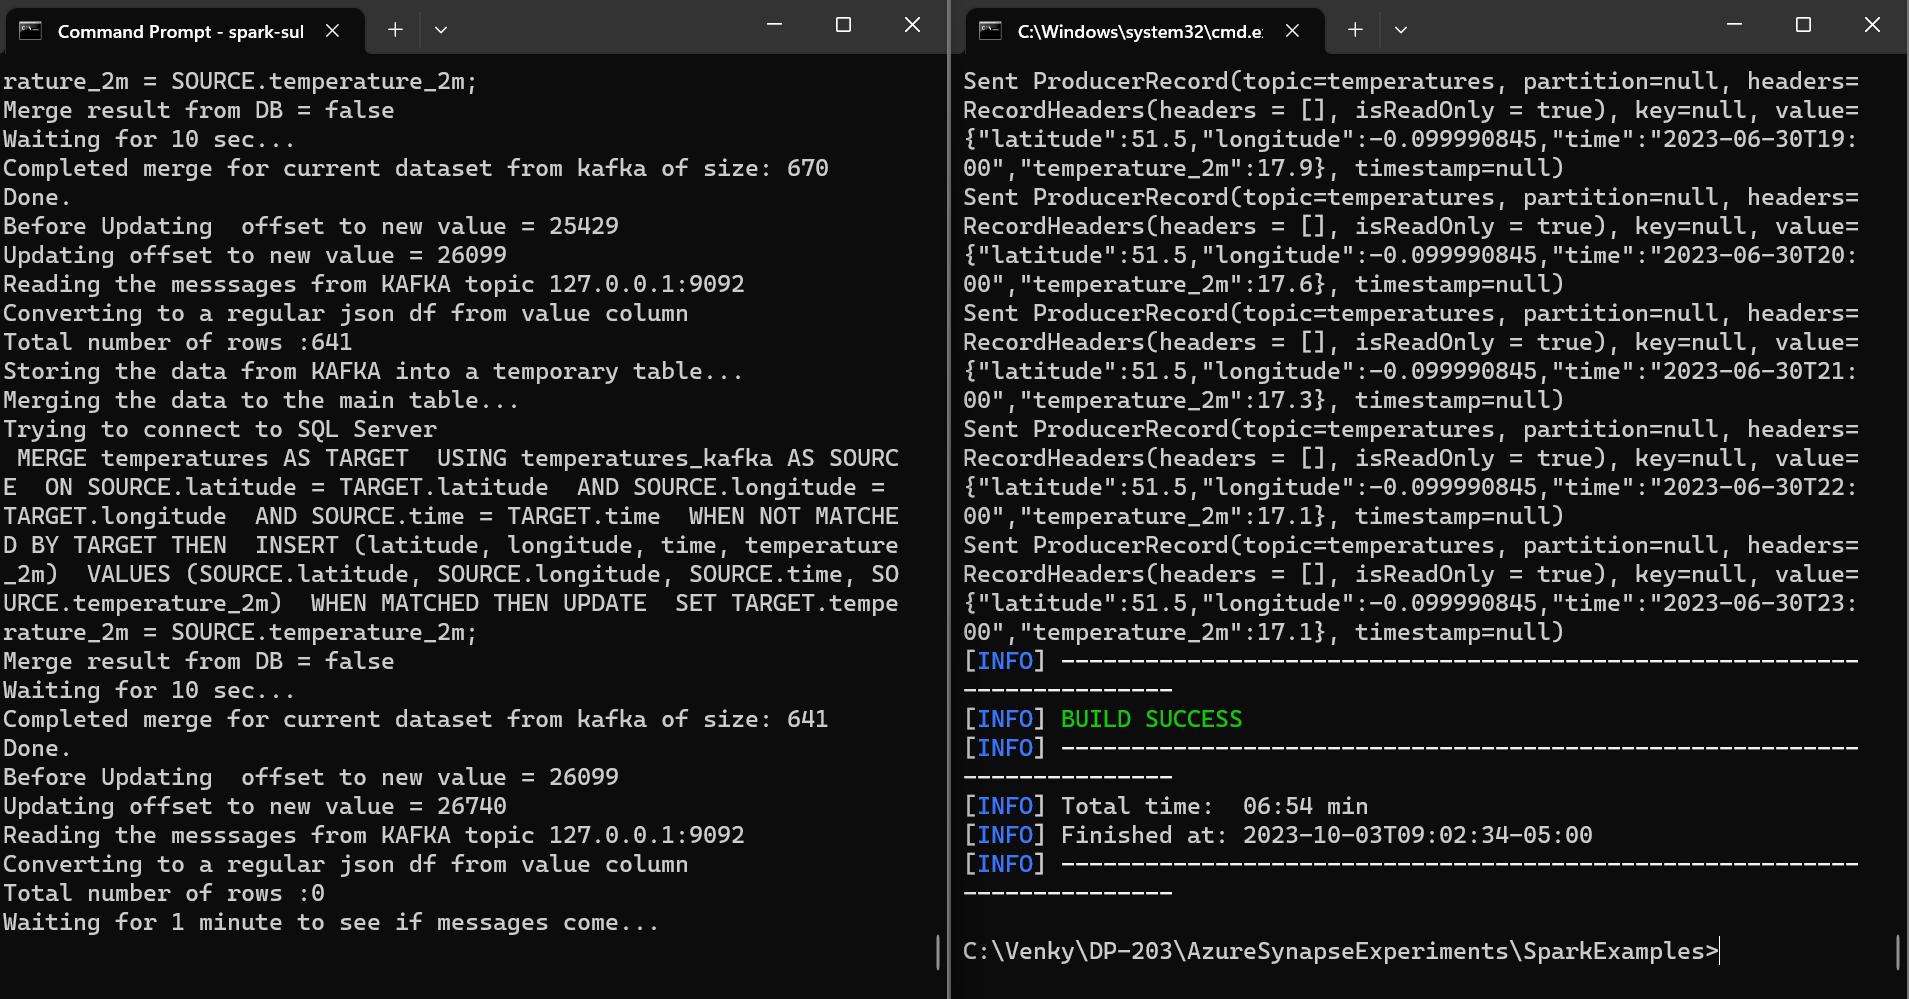 Command Prompt - spark-sul
rature_2m = SOURCE.temperature_2m;
Merge result from DB = false
Waiting for 10 sec...
Completed merge for current dataset from kafka of size: 670
Done.
Before Updating  offset to new value = 25429
Updating offset to new value = 26099
Reading the messsages from KAFKA topic 127.0.0.1:9092
Converting to a regular json df from value column
Total number of rows :641
Storing the data from KAFKA into a temporary table...
Merging the data to the main table...
Trying to connect to SQL Server
 MERGE temperatures AS TARGET  USING temperatures_kafka AS SOURC
E  ON SOURCE.latitude = TARGET.latitude  AND SOURCE.longitude =
TARGET.longitude  AND SOURCE.time = TARGET.time  WHEN NOT MATCHE
D BY TARGET THEN  INSERT (latitude, longitude, time, temperature
_2m)  VALUES (SOURCE.latitude, SOURCE.longitude, SOURCE.time, SO
URCE.temperature_2m)  WHEN MATCHED THEN UPDATE  SET TARGET.tempe
rature_2m = SOURCE.temperature_2m;
Merge result from DB = false
Waiting for 10 sec...
Completed merge for current dataset from kafka of size: 641
Done.
Before Updating  offset to new value = 26099
Updating offset to new value = 26740
Reading the messsages from KAFKA topic 127.0.0.1:9092
Converting to a regular json df from value column
Total number of rows :0
Waiting for 1 minute to see if messages come...
C:\Windows\system32\cmd.e
Sent ProducerRecord(topic=temperatures, partition=null, headers=
RecordHeaders(headers = [], isReadOnly = true), key=null, value=
{"latitude":51.5,"longitude":-0.099990845,"time":"2023-06-30T19:
00","temperature_2m":17.9}, timestamp=null)
Sent ProducerRecord(topic=temperatures, partition=null, headers=
RecordHeaders(headers = [], isReadOnly = true), key=null, value=
{"latitude":51.5,"longitude":-0.099990845,"time":"2023-06-30T20:
00","temperature_2m":17.6}, timestamp=null)
Sent ProducerRecord(topic=temperatures, partition=null, headers=
RecordHeaders(headers = [], isReadOnly = true), key=null, value=
{"latitude":51.5,"longitude":-0.099990845,"time":"2023-06-30T21:
00","temperature_2m":17.3}, timestamp=null)
Sent ProducerRecord(topic=temperatures, partition=null, headers=
RecordHeaders(headers = [], isReadOnly = true), key=null, value=
{"latitude":51.5,"longitude":-0.099990845,"time":"2023-06-30T22:
00","temperature_2m":17.1}, timestamp=null)
Sent ProducerRecord(topic=temperatures, partition=null, headers=
RecordHeaders(headers = [], isReadOnly = true), key=null, value=
{"latitude":51.5,"longitude":-0.099990845,"time":"2023-06-30T23:
00","temperature_2m":17.1}, timestamp=null)
[INFO] ---------------------------------------------------------
---------------
[INFO] BUILD SUCCESS
[INFO] ---------------------------------------------------------
---------------
[INFO] Total time:  06:54 min
[INFO] Finished at: 2023-10-03T09:02:34-05:00
[INFO] ---------------------------------------------------------
---------------
C:\Venky\DP-203\AzureSynapseExperiments\SparkExamples>